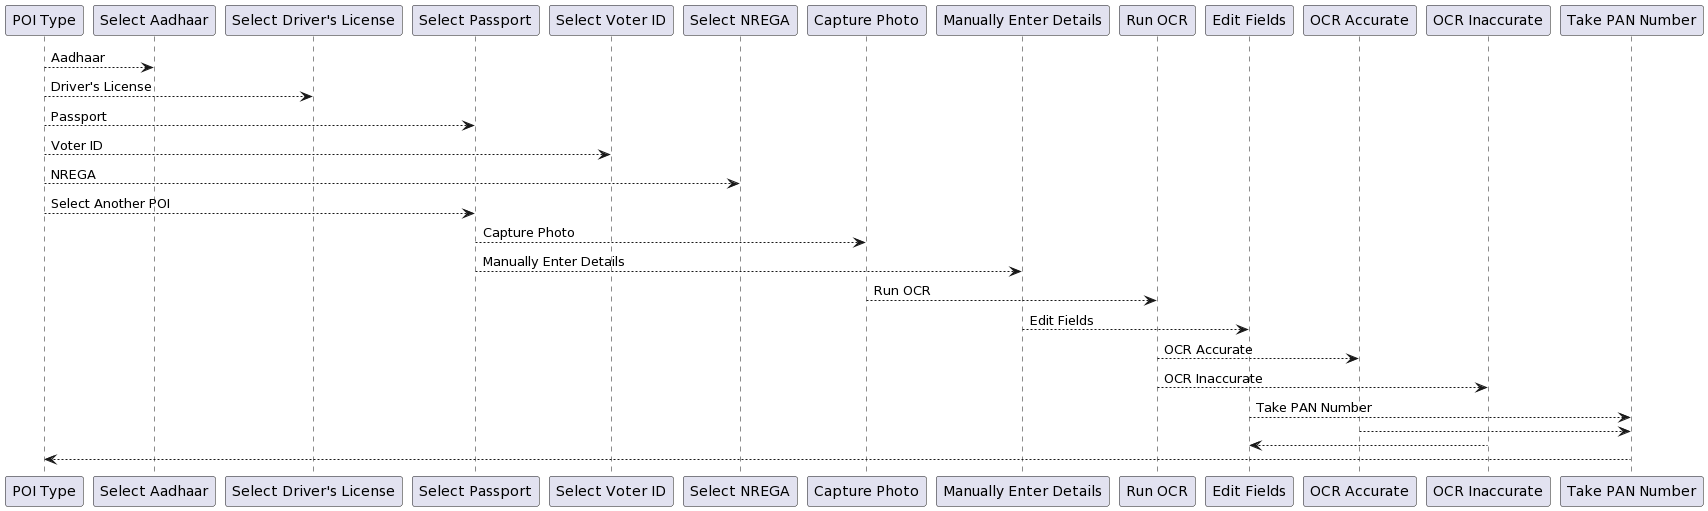 POI Type Select Aadhaar Select Driver's License Select Passport Select Voter ID Select NREGA Capture Photo Manually Enter Details Run OCR Edit Fields OCR Accurate OCR Inaccurate Take PAN Number
Aadhaar
Driver's License
Passport
Voter ID
NREGA
Select Another POI
Capture Photo
Manually Enter Details
Run OCR
Edit Fields
OCR Accurate
OCR Inaccurate
Take PAN Number
POI Type Select Aadhaar Select Driver's License Select Passport Select Voter ID Select NREGA Capture Photo Manually Enter Details Run OCR Edit Fields OCR Accurate OCR Inaccurate Take PAN Number